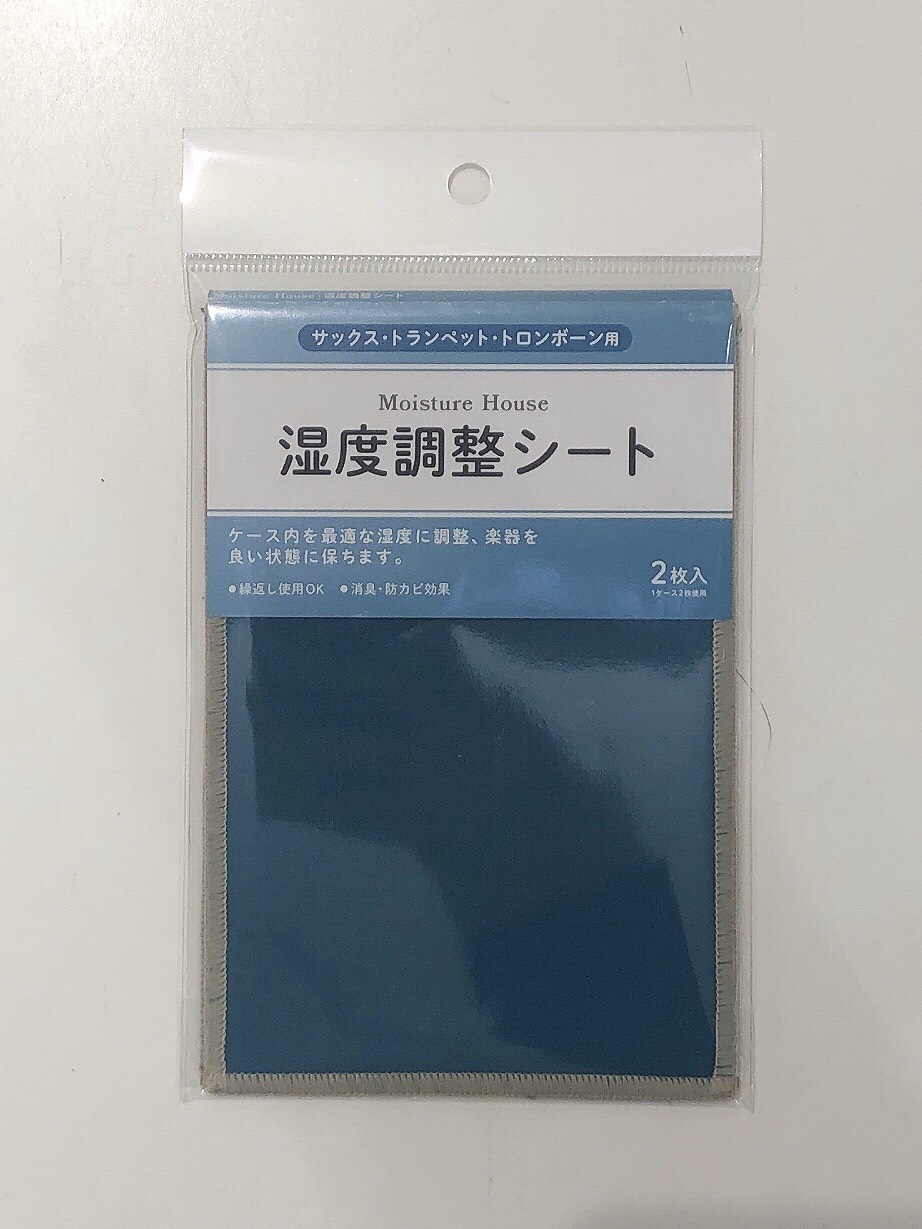 Moisture House | 湿度調整シート
サックス・トランペット・トロンボーン用
Moisture House
湿度調整シート
ケース内を最適な湿度に調整、楽器を
良い状態に保ちます。
●繰返し使用OK ●消臭・防カビ効果
2枚入
1ケース2枚使用